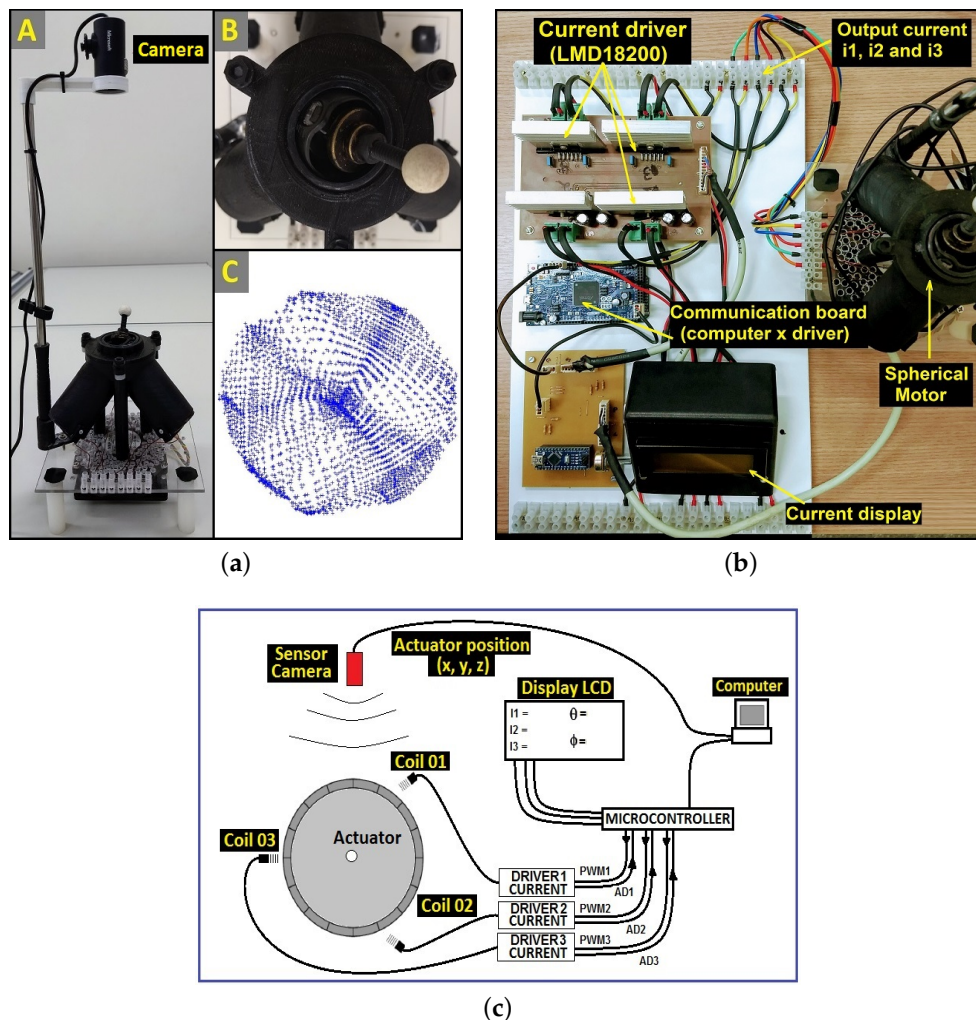 A
Camera
B
C
(a)
Current driver
(LMD18200)
Output current
i1, i2 and i3
Communication board
(computer x driver)
Spherical
Motor
Current display
(b)
Sensor
Camera
Actuator position
(x, y, z)
Display LCD
I1 =
θ=
I2 =
I3 =
ϕ=
Computer
Coil 01
MICROCONTROLLER
Coil 03
Actuator
DRIVER1
CURRENT
PWM1
AD1
Coil 02
DRIVER2
CURRENT
PWM2
AD2
DRIVER3
CURRENT
PWM3
AD3
(c)